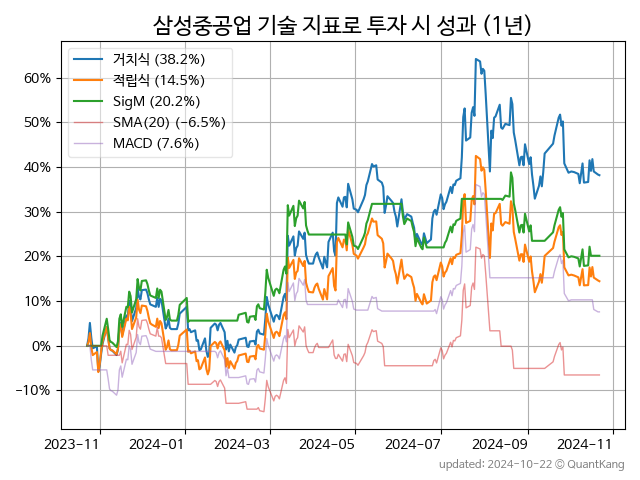 삼성중공업 기술 지표로 투자 시 성과 (1년)
거치식 (38.2%)
적립식 (14.5%)
SigM (20.2%)
SMA(20) (−6.5%)
MACD (7.6%)
60%
50%
40%
30%
20%
10%
0%
−10%
2023-11 2024-01 2024-03 2024-05 2024-07 2024-09 2024-11
updated: 2024-10-22 © QuantKang